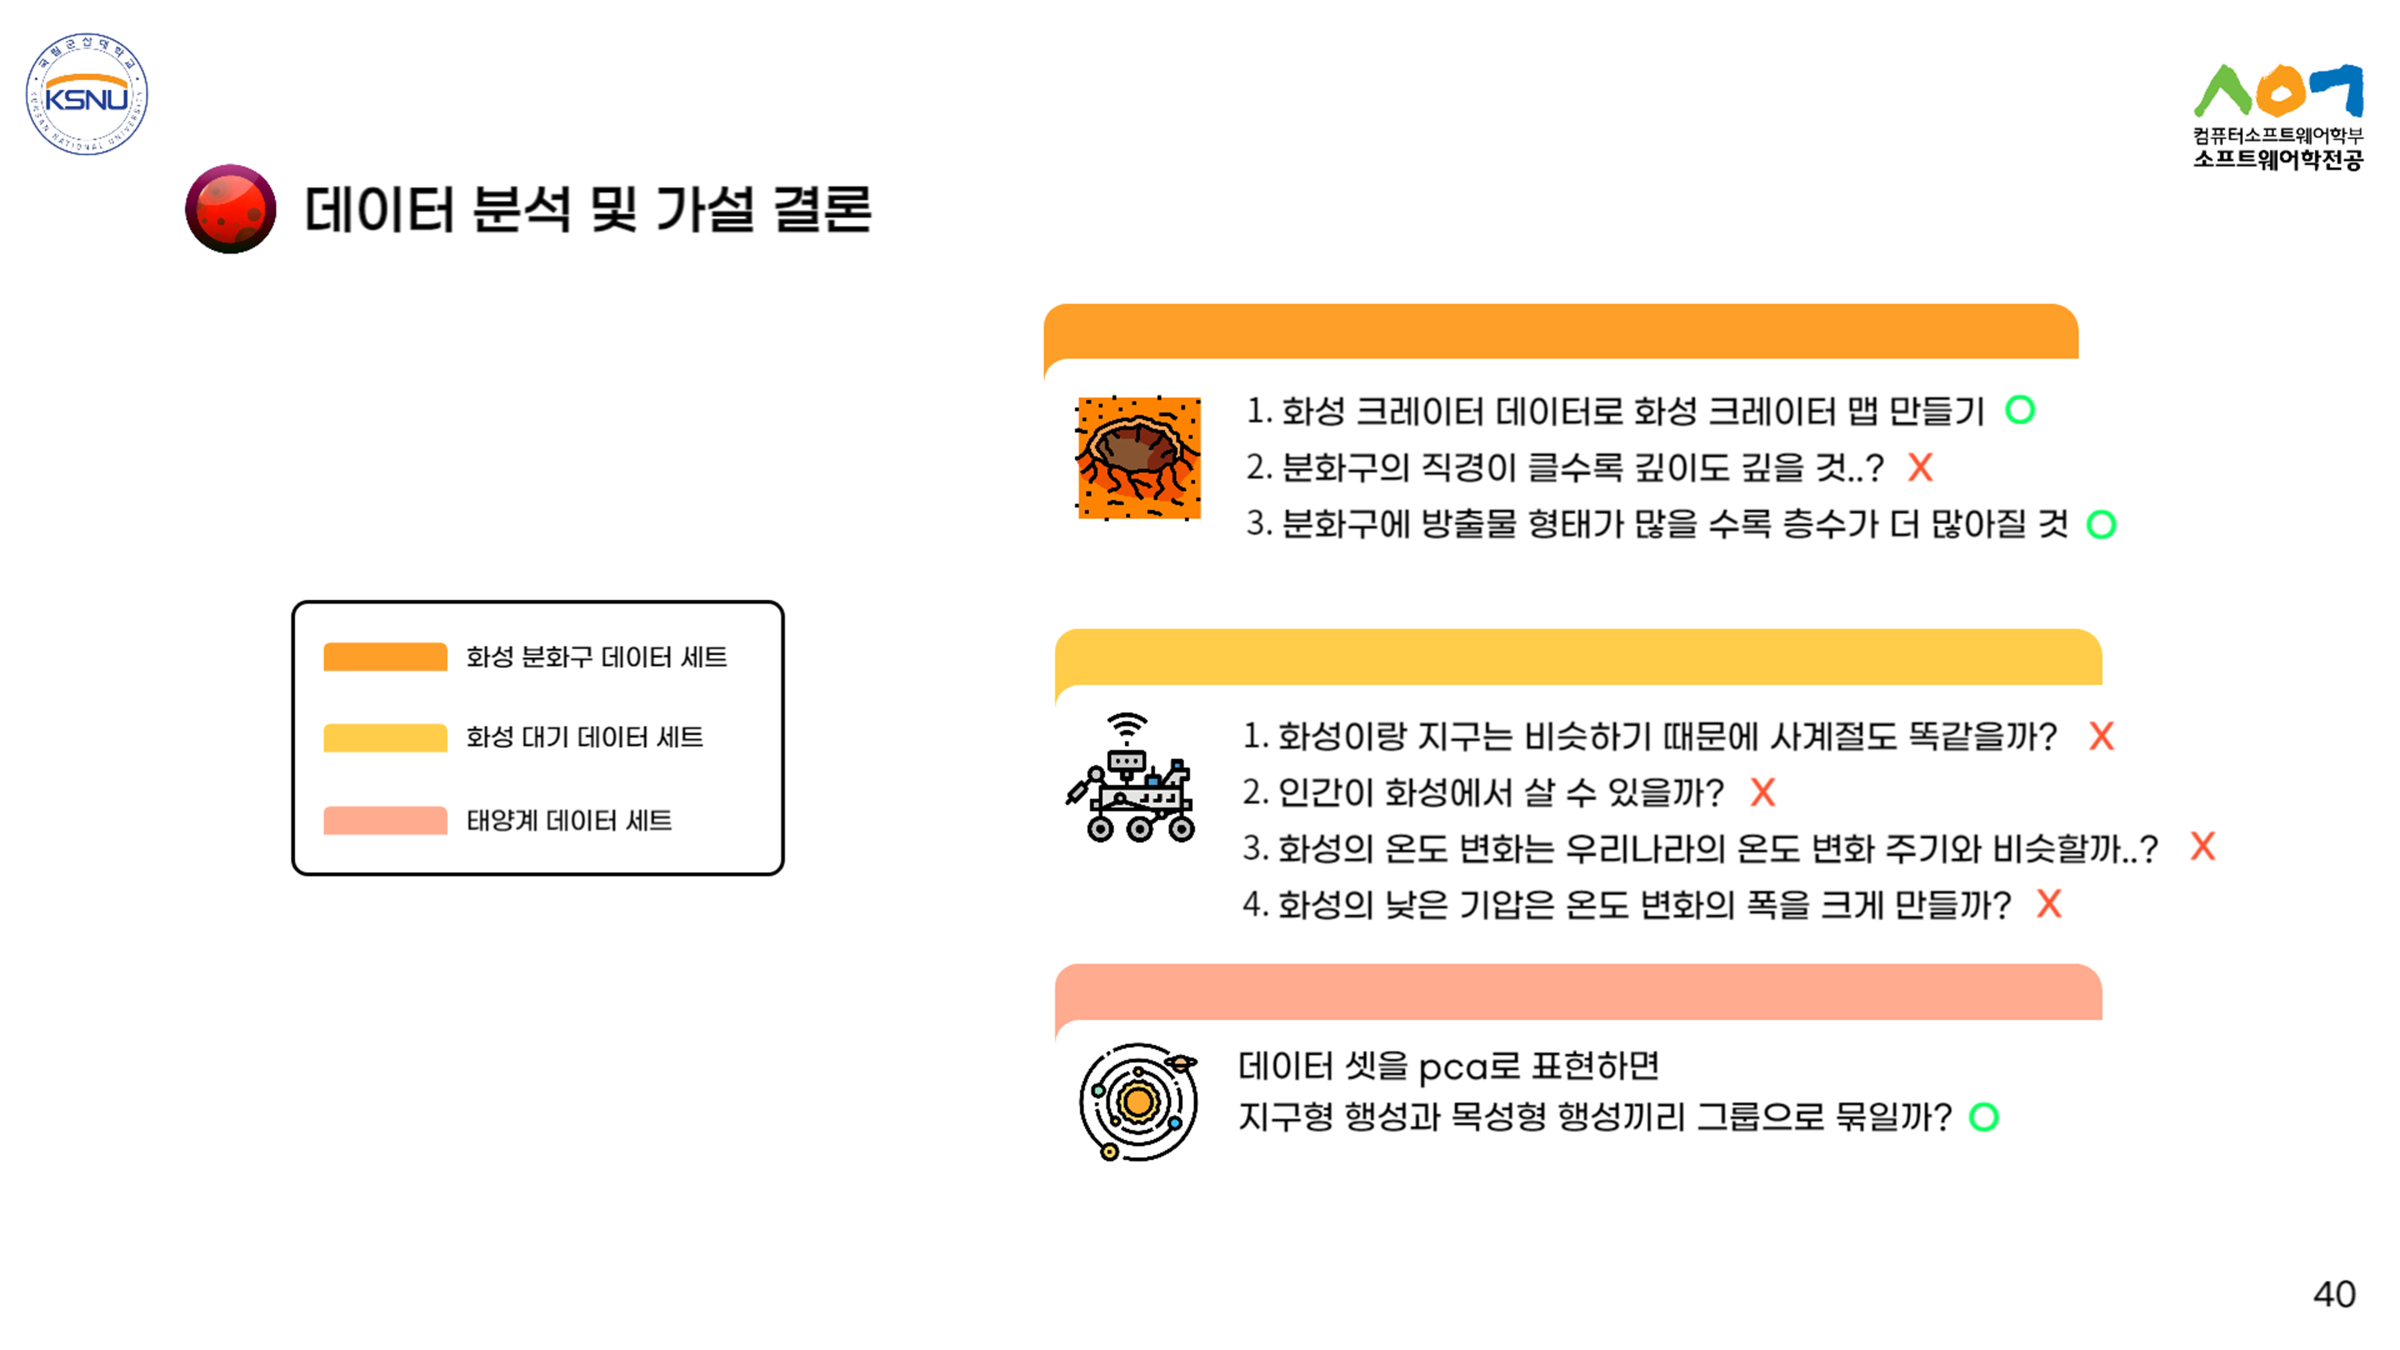 국립군산대학교
KSNU
KUNSAN NATIONAL UNIVERSITY
컴퓨터소프트웨어학부
소프트웨어학전공
데이터 분석 및 가설 결론
화성 분화구 데이터 세트
화성 대기 데이터 세트
태양계 데이터 세트
1. 화성 크레이터 데이터로 화성 크레이터 맵 만들기 O
2. 분화구의 직경이 클수록 깊이도 깊을 것..? X
3. 분화구에 방출물 형태가 많을 수록 층수가 더 많아질 것 O
1. 화성이랑 지구는 비슷하기 때문에 사계절도 똑같을까? X
2. 인간이 화성에서 살 수 있을까? X
3. 화성의 온도 변화는 우리나라의 온도 변화 주기와 비슷할까..? X
4. 화성의 낮은 기압은 온도 변화의 폭을 크게 만들까? X
데이터 셋을 pca로 표현하면
지구형 행성과 목성형 행성끼리 그룹으로 묶일까? O
40